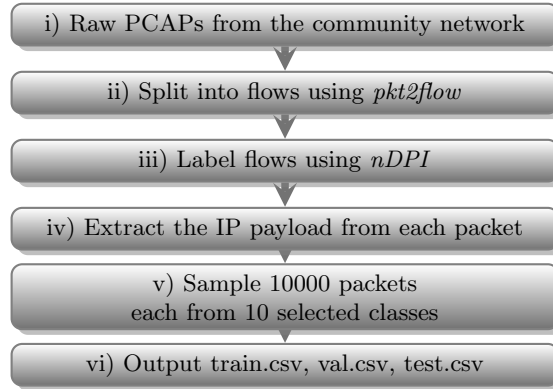 i) Raw PCAPs from the community network
ii) Split into flows using pkt2flow
iii) Label flows using nDPI
iv) Extract the IP payload from each packet
v) Sample 10000 packets
each from 10 selected classes
vi) Output train.csv, val.csv, test.csv